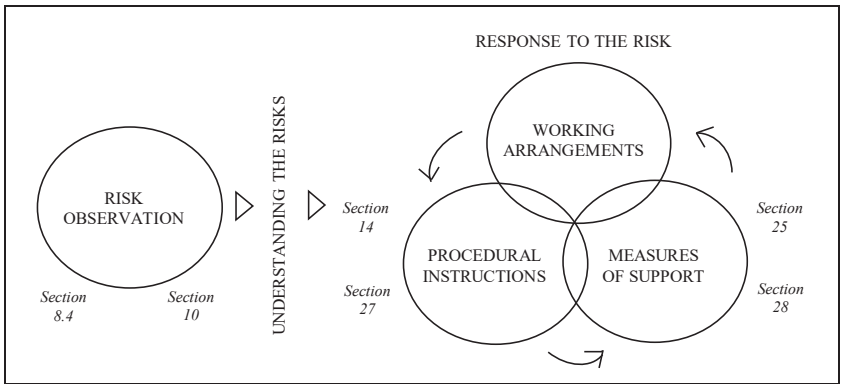 RESPONSE TO THE RISK
WORKING
ARRANGEMENTS
RISK
OBSERVATION
Section
8.4
Section
10
UNDERSTANDING THE RISKS
Section
14
Section
27
PROCEDURAL
INSTRUCTIONS
MEASURES
OF SUPPORT
Section
25
Section
28